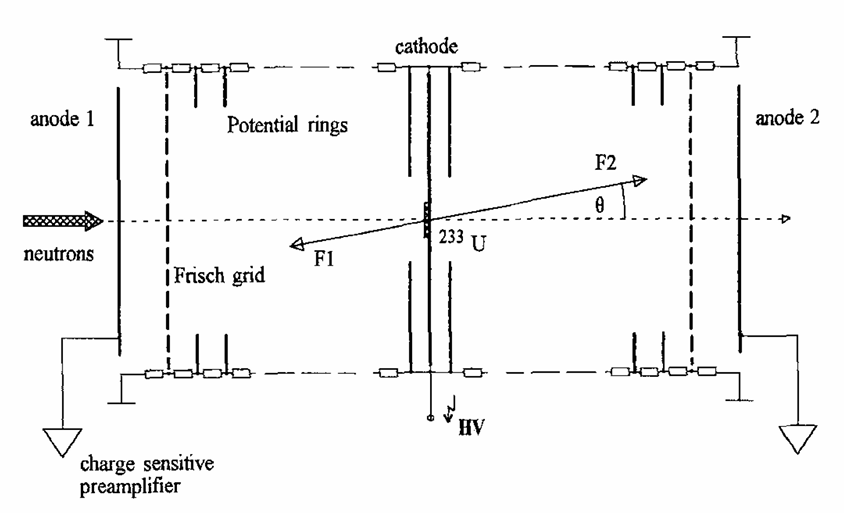 cathode
anode 1
Potential rings
anode 2
F2
θ
neutrons
F1
233 U
Frisch grid
HV
charge sensitive
preamplifier